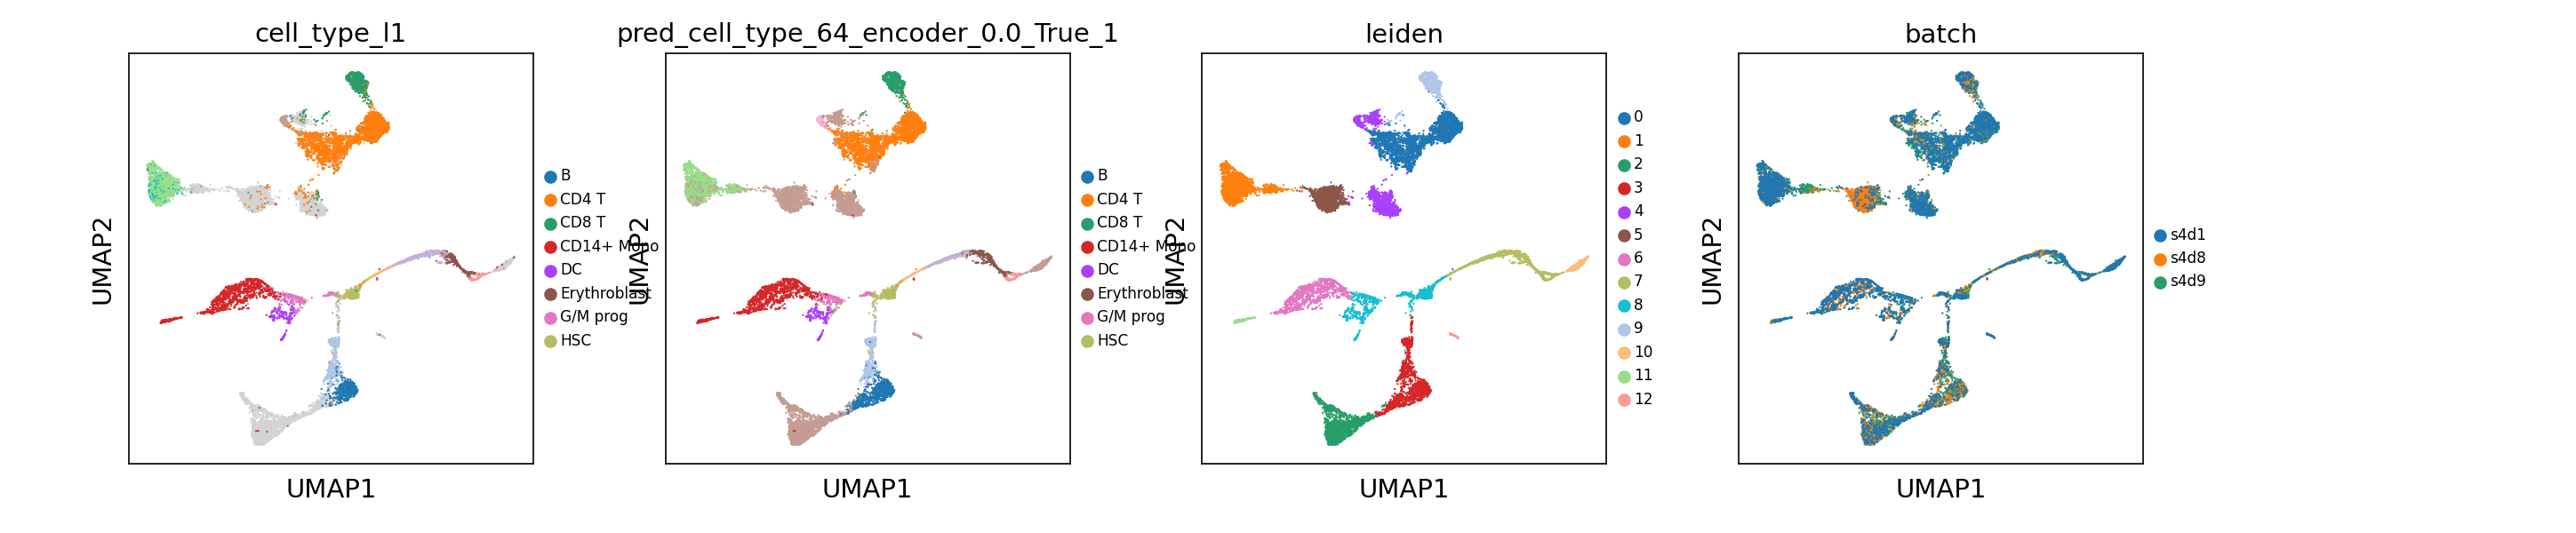 cell_type_l1
UMAP2
UMAP1
B
CD4 T
CD8 T
CD14+ Mono
DC
Erythroblast
G/M prog
HSC
pred_cell_type_64_encoder_0.0_True_1
UMAP2
UMAP1
B
CD4 T
CD8 T
CD14+ Mono
DC
Erythroblast
G/M prog
HSC
leiden
UMAP2
UMAP1
0
1
2
3
4
5
6
7
8
9
10
11
12
batch
UMAP2
UMAP1
s4d1
s4d8
s4d9